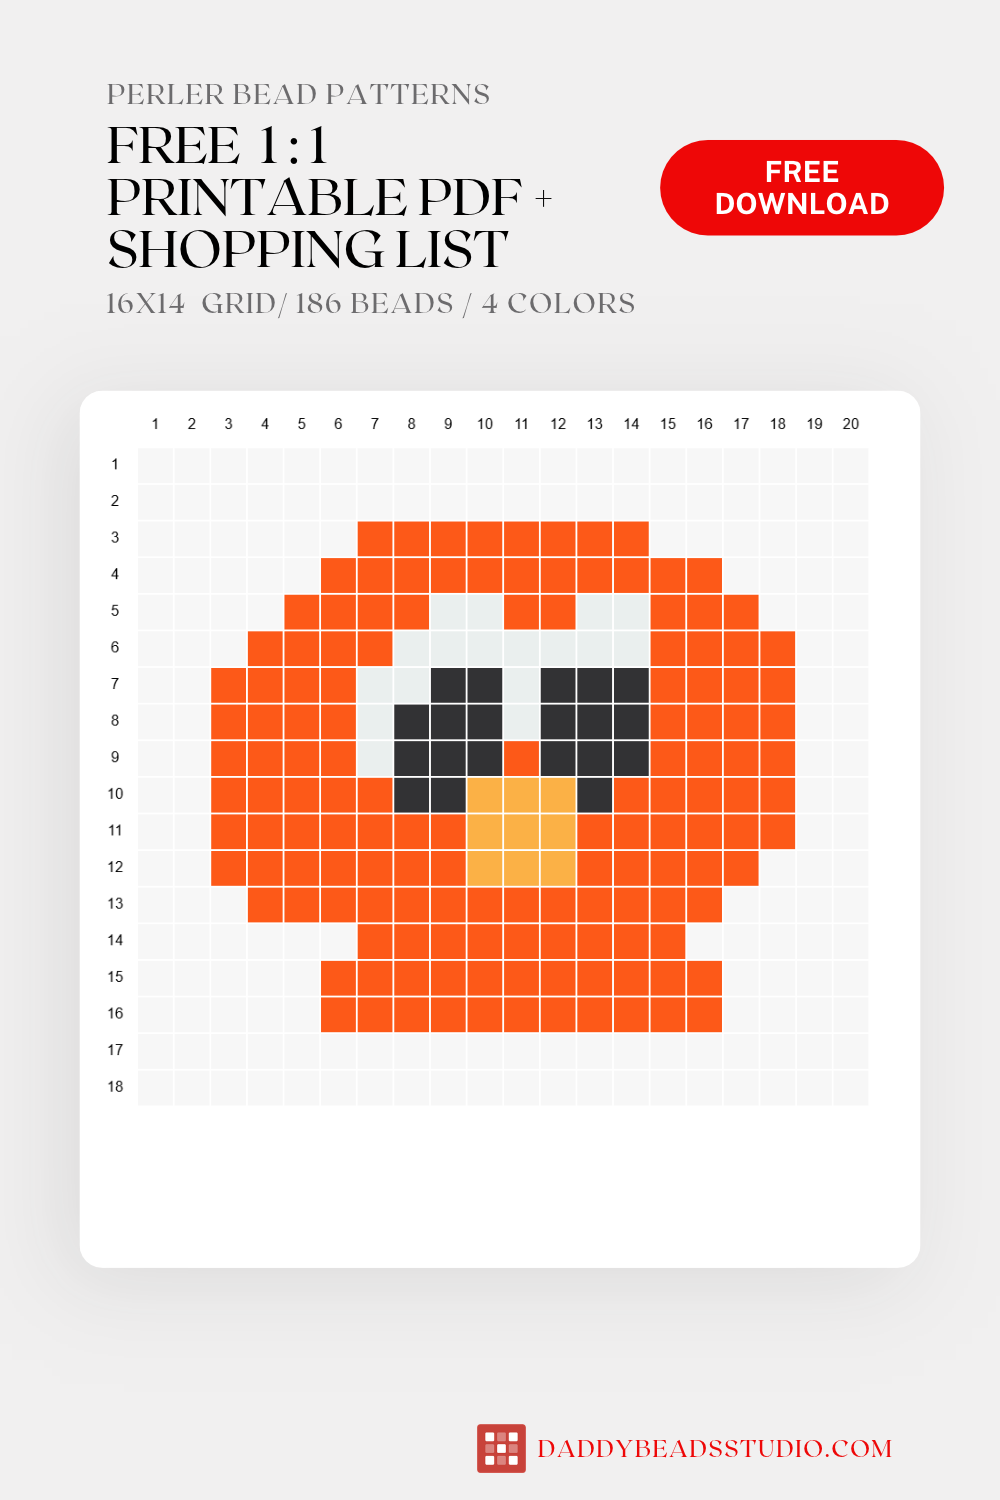 PERLER BEAD PATTERNS
FREE 1:1
PRINTABLE PDF +
SHOPPING LIST
16X14 GRID/ 186 BEADS / 4 COLORS
FREE
DOWNLOAD
1 2 3 4 5 6 7 8 9 10 11 12 13 14 15 16 17 18 19 20
1
2
3
4
5
6
7
8
9
10
11
12
13
14
15
16
17
18
DADDYBEADSSTUDIO.COM